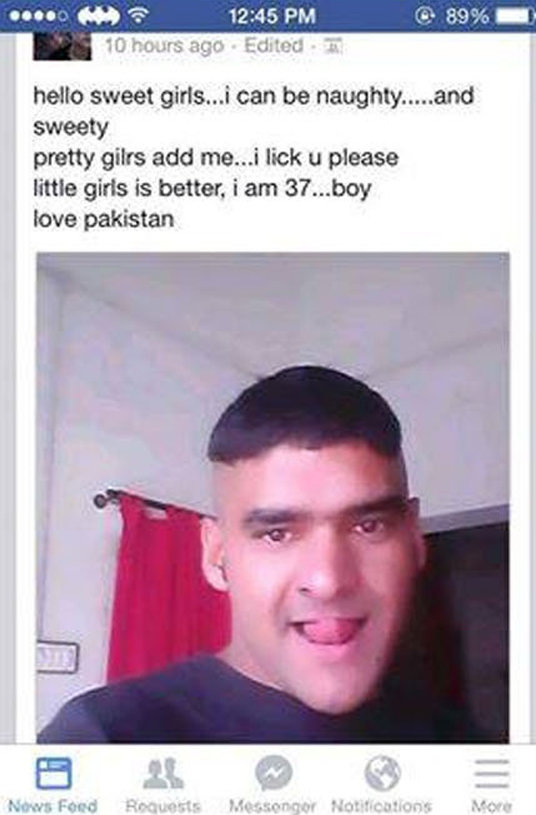 12:45 PM
89%
10 hours ago · Edited ·
hello sweet girls...i can be naughty.....and
sweety
pretty gilrs add me...i lick u please
little girls is better, i am 37...boy
love pakistan
News Feed
Requests
Messenger
Notifications
More